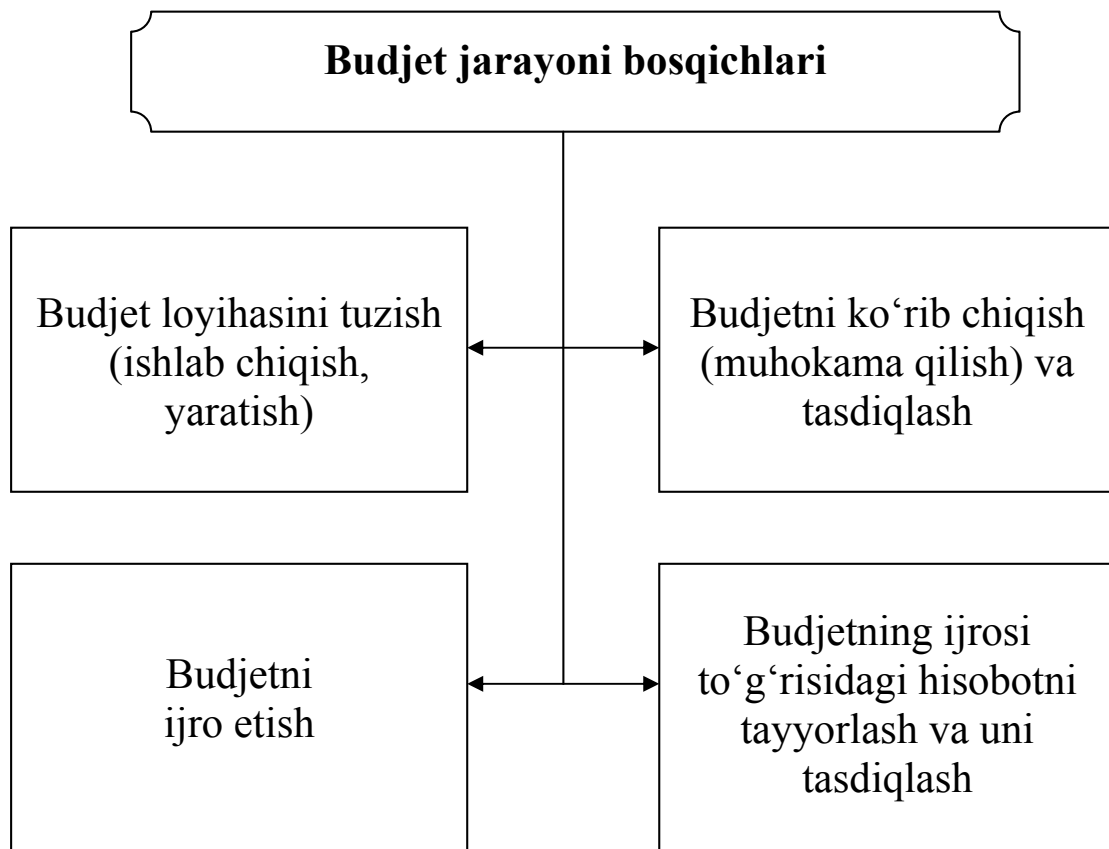 Budjet jarayoni bosqichlari
Budjet loyihasini tuzish
(ishlab chiqish,
yaratish)
Budjetni ko‘rib chiqish
(muhokama qilish) va
tasdiqlash
Budjetni
ijro etish
Budjetning ijrosi
to‘g‘risidagi hisobotni
tayyorlash va uni
tasdiqlash